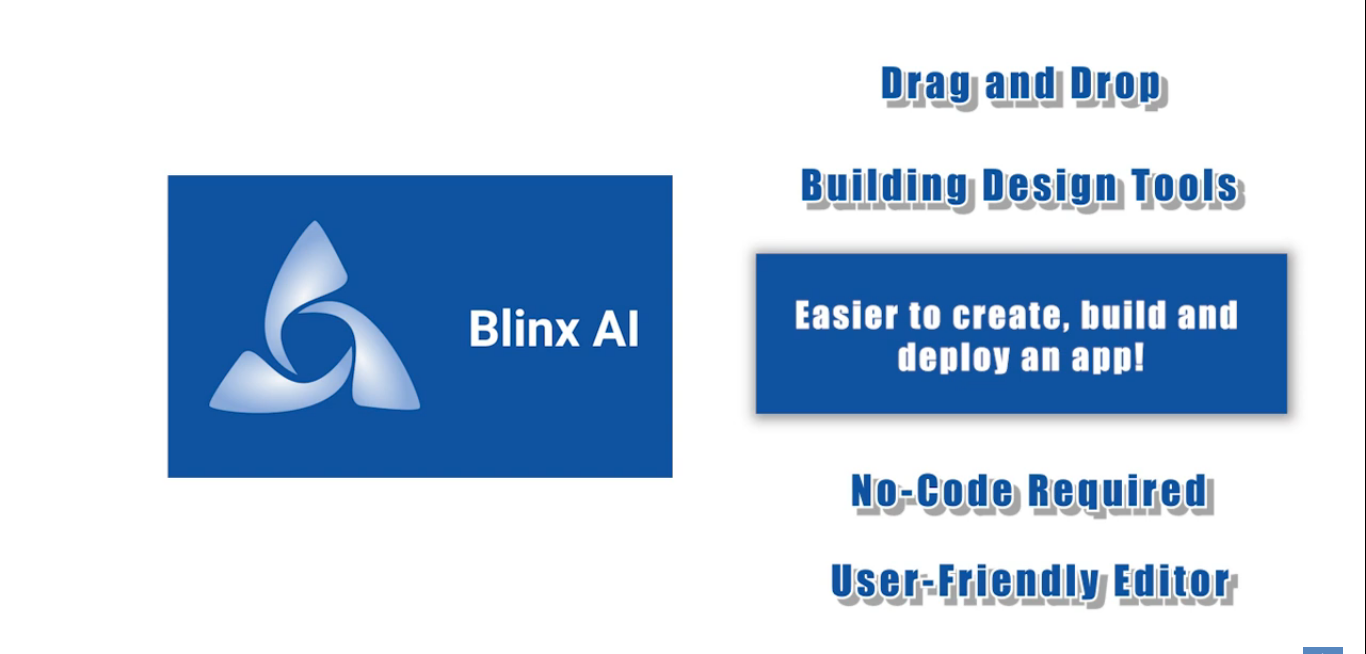 Blinx AI
Drag and Drop
Building Design Tools
Easier to create, build and
deploy an app!
No-Code Required
User-Friendly Editor